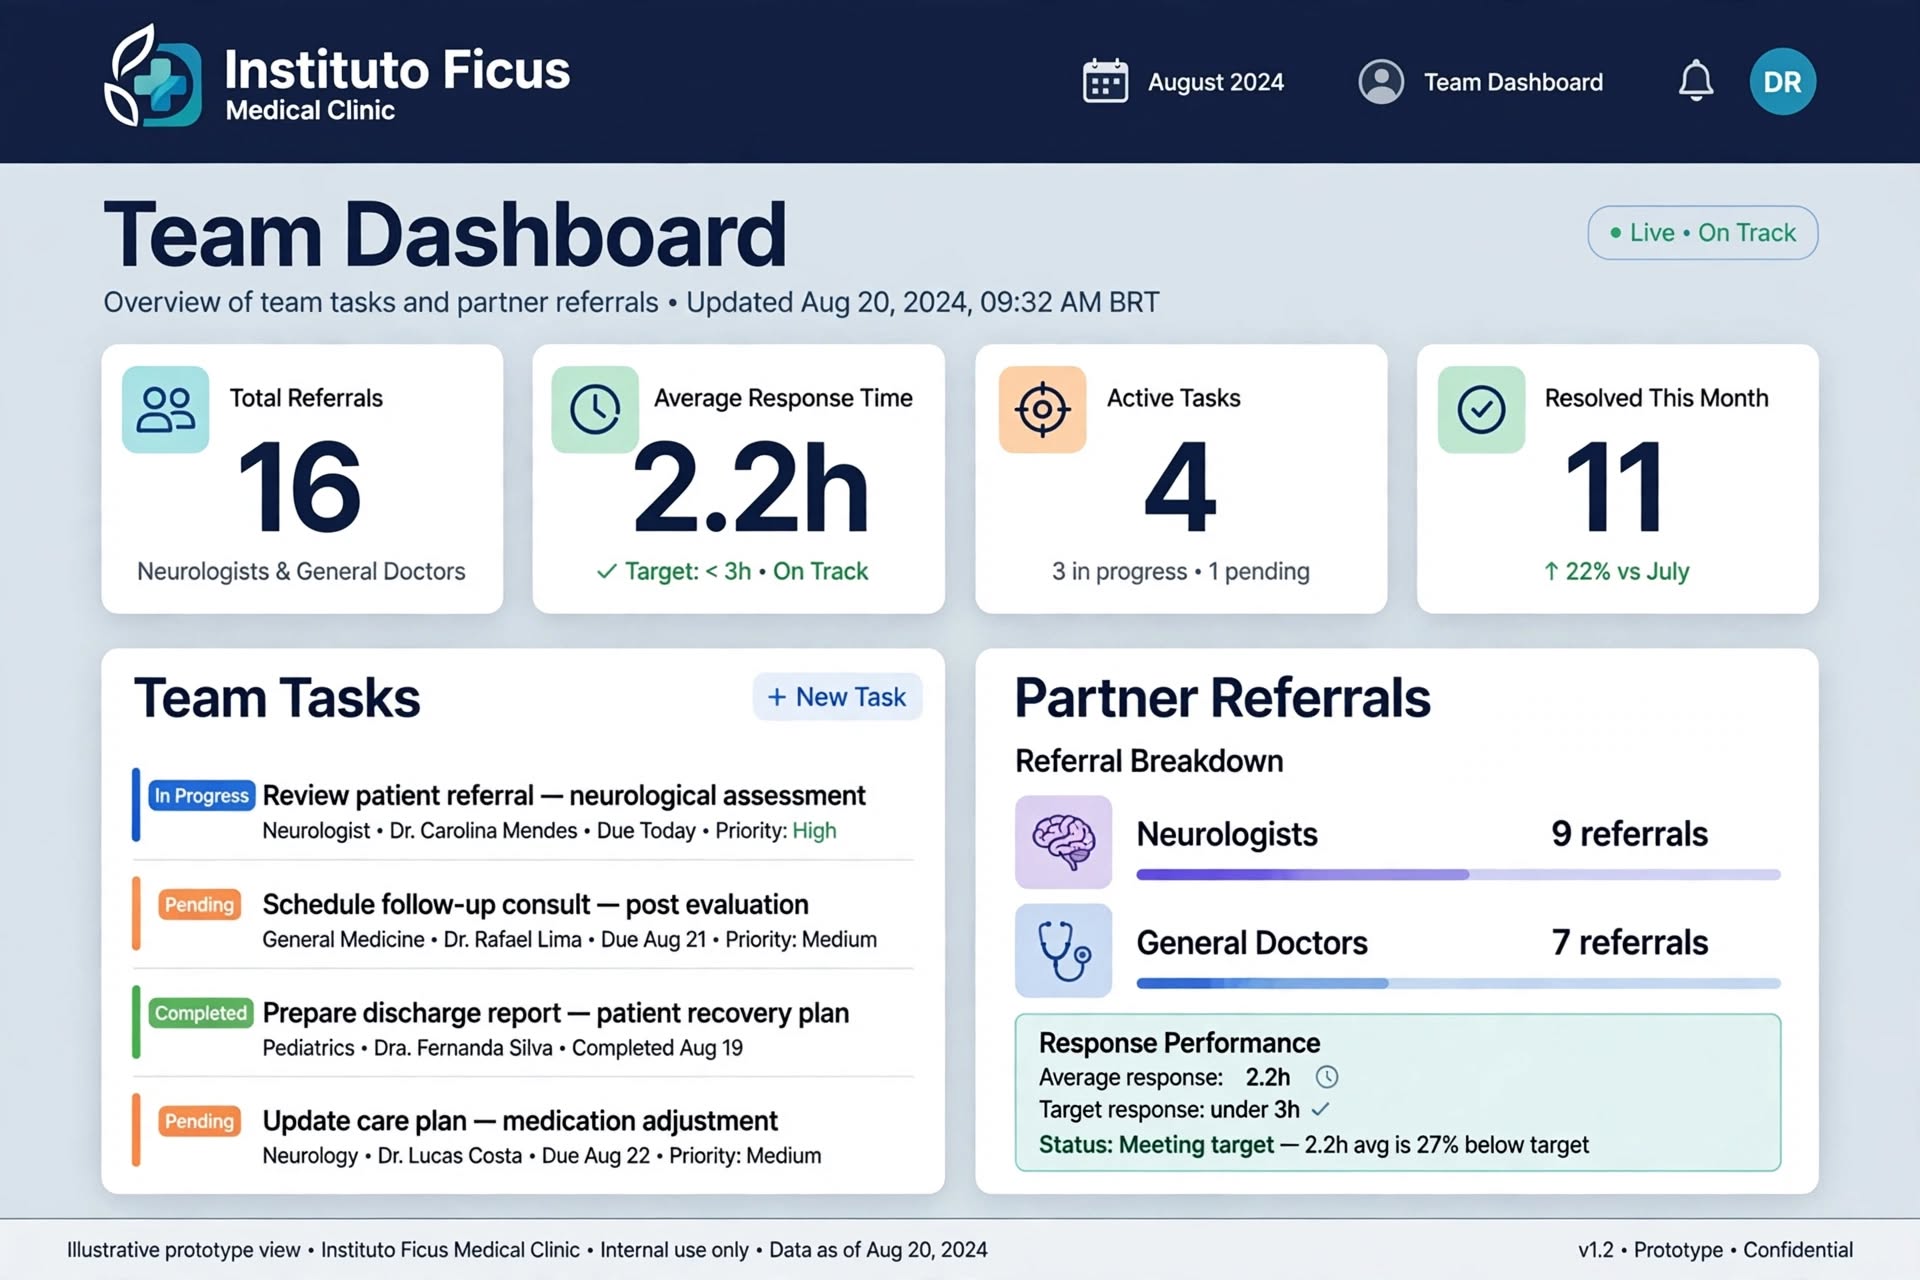 Instituto Ficus
Medical Clinic
August 2024
Team Dashboard
DR
Team Dashboard
• Live • On Track
Overview of team tasks and partner referrals • Updated Aug 20, 2024, 09:32 AM BRT
Total Referrals
16
Neurologists & General Doctors
Average Response Time
2.2h
✓ Target: < 3h • On Track
Active Tasks
4
3 in progress • 1 pending
Resolved This Month
11
↑ 22% vs July
Team Tasks
+ New Task
In Progress
Review patient referral — neurological assessment
Neurologist • Dr. Carolina Mendes • Due Today • Priority: High
Pending
Schedule follow-up consult — post evaluation
General Medicine • Dr. Rafael Lima • Due Aug 21 • Priority: Medium
Completed
Prepare discharge report — patient recovery plan
Pediatrics • Dra. Fernanda Silva • Completed Aug 19
Pending
Update care plan — medication adjustment
Neurology • Dr. Lucas Costa • Due Aug 22 • Priority: Medium
Partner Referrals
Referral Breakdown
Neurologists
9 referrals
General Doctors
7 referrals
Response Performance
Average response: 2.2h
Target response: under 3h ✓
Status: Meeting target — 2.2h avg is 27% below target
Illustrative prototype view • Instituto Ficus Medical Clinic • Internal use only • Data as of Aug 20, 2024
v1.2 • Prototype • Confidential